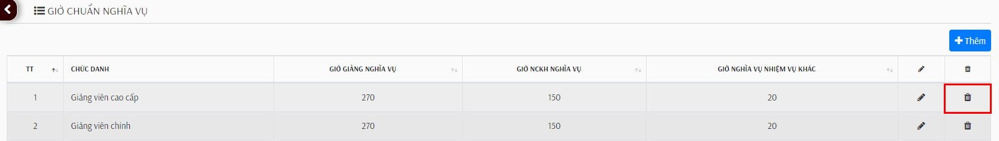 GIỜ CHUẨN NGHĨA VỤ
Thêm
TT CHỨC DANH GIỜ GIẢNG NGHĨA VỤ GIỜ NCKH NGHĨA VỤ GIỜ NGHĨA VỤ NHIỆM VỤ KHÁC
1 Giảng viên cao cấp 270 150 20
2 Giảng viên chính 270 150 20